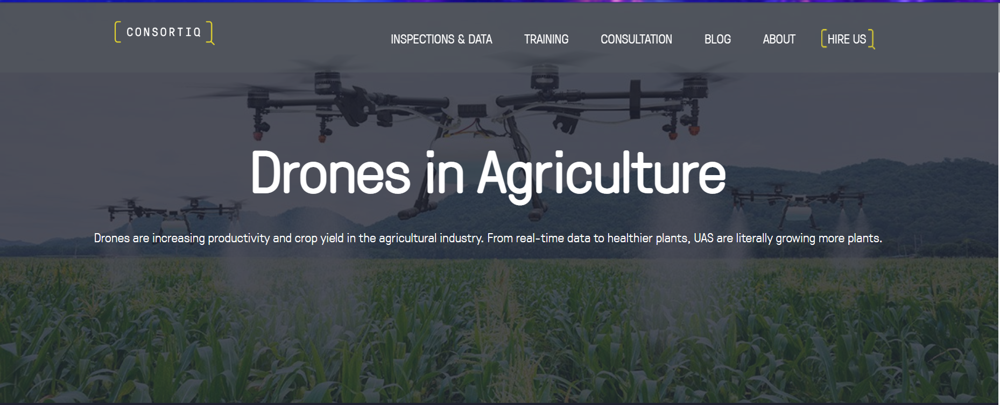 CONSORTIQ
INSPECTIONS & DATA
TRAINING
CONSULTATION
BLOG
ABOUT
HIRE US
Drones in Agriculture
Drones are increasing productivity and crop yield in the agricultural industry. From real-time data to healthier plants, UAS are literally growing more plants.